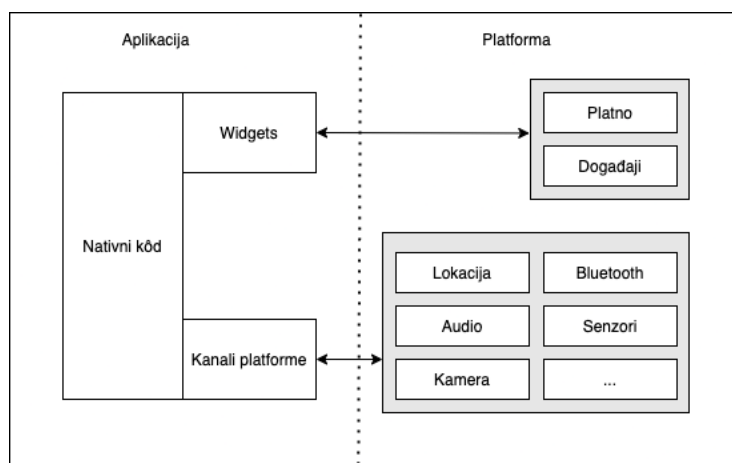 Aplikacija
Platforma
Widgets
Platno
Događaji
Nativni kôd
Lokacija
Bluetooth
Audio
Senzori
Kanali platforme
Kamera
...